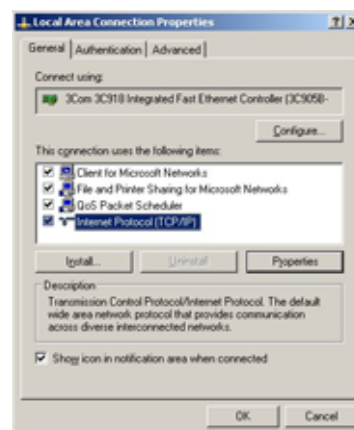 Local Area Connection Properties
General Authentication Advanced
Connect using:
3Com 3C918 Integrated Fast Ethernet Controller (3C905B-
Configure...
This connection uses the following items:
Client for Microsoft Networks
File and Printer Sharing for Microsoft Networks
QoS Packet Scheduler
Internet Protocol (TCP/IP)
Install... Uninstall Properties
Description
Transmission Control Protocol/Internet Protocol. The default
wide area network protocol that provides communication
across diverse interconnected networks.
Show icon in notification area when connected
OK Cancel